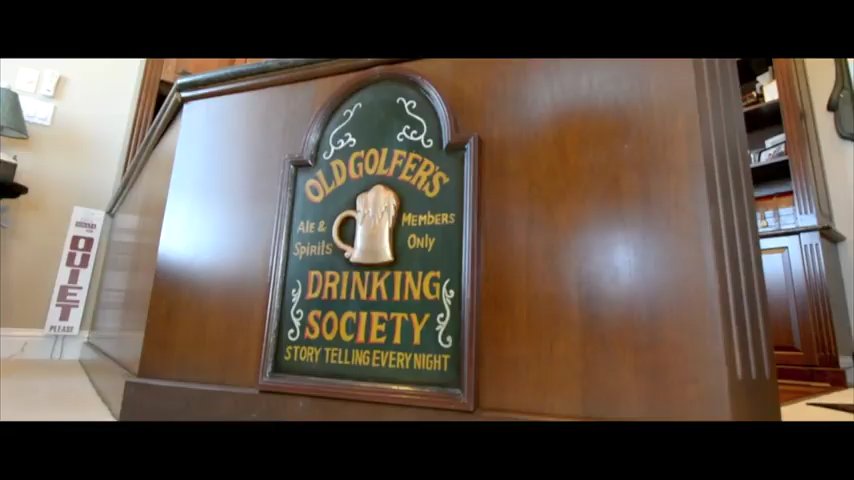 OLD GOLFER'S
Ale & Spirits
Members Only
DRINKING
SOCIETY
STORY TELLING EVERY NIGHT
QUIET
PLEASE